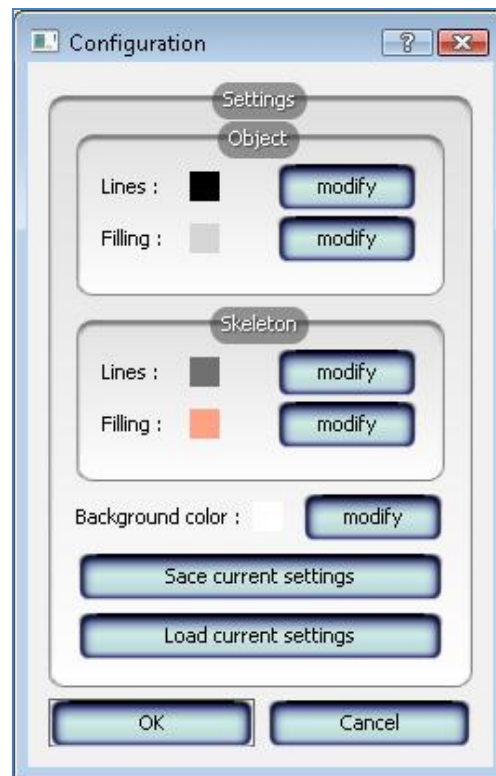 Configuration
Settings
Object
Lines : modify
Filling : modify
Skeleton
Lines : modify
Filling : modify
Background color : modify
Sace current settings
Load current settings
OK Cancel